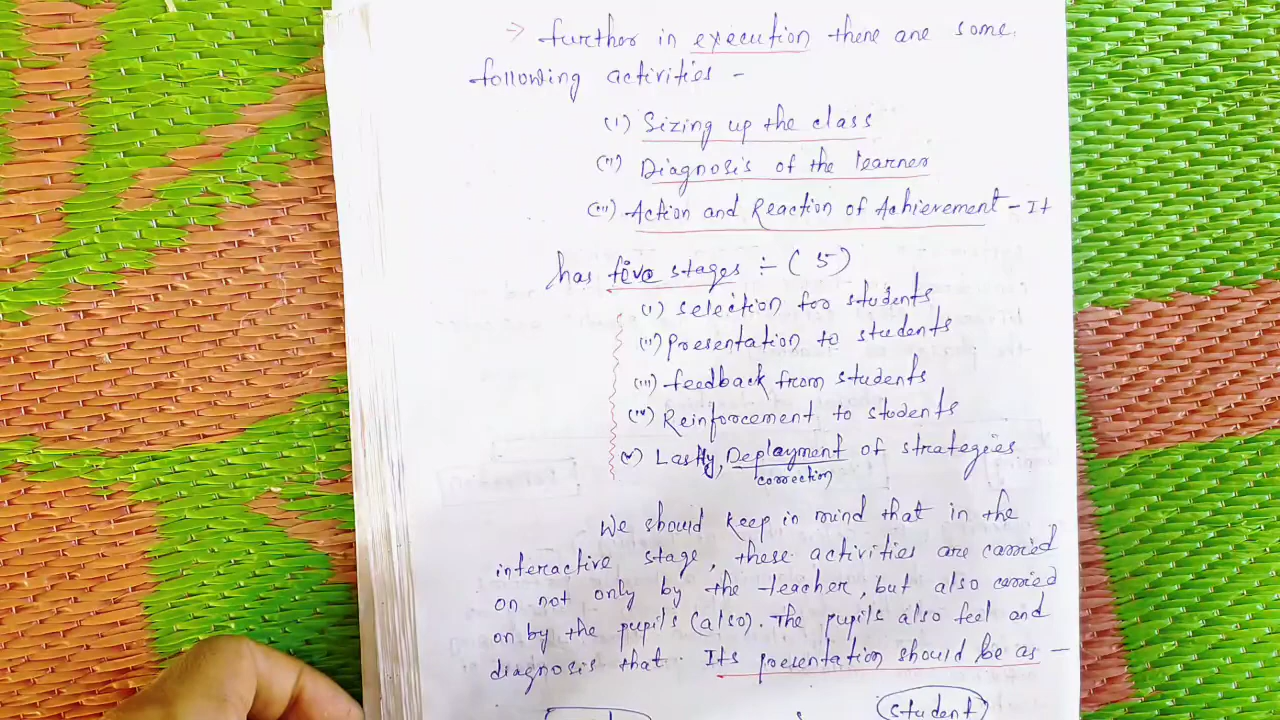 → further in execution there are some
following activities -
(i) Sizing up the class
(ii) Diagnosis of the learner
(iii) Action and Reaction of Achievement - It
has five stages :- (5)
(i) selection for students
(ii) Presentation to students
(iii) feedback from students
(iv) Reinforcement to students
(v) Lastly, Deplayment of strategies
correction
We should keep in mind that in the
interactive stage, these activities are carried
on not only by the teacher, but also carried
on by the pupils (also). The pupils also feel and
diagnosis that. Its presentation should be as -
student